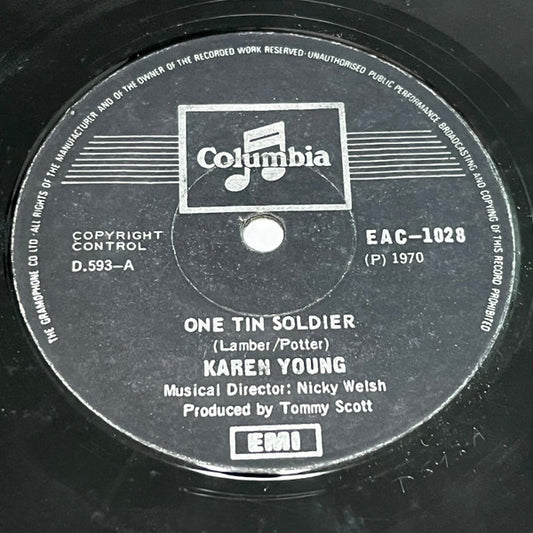 THE GRAMOPHONE CO LTD · ALL RIGHTS OF THE MANUFACTURER AND OF THE OWNER OF THE RECORDED WORK RESERVED · UNAUTHORISED PUBLIC PERFORMANCE BROADCASTING AND COPYING OF THIS RECORD PROHIBITED
Columbia
COPYRIGHT
CONTROL
D.593–A
EAC–1028
(P) 1970
ONE TIN SOLDIER
(Lamber/Potter)
KAREN YOUNG
Musical Director: Nicky Welsh
Produced by Tommy Scott
EMI